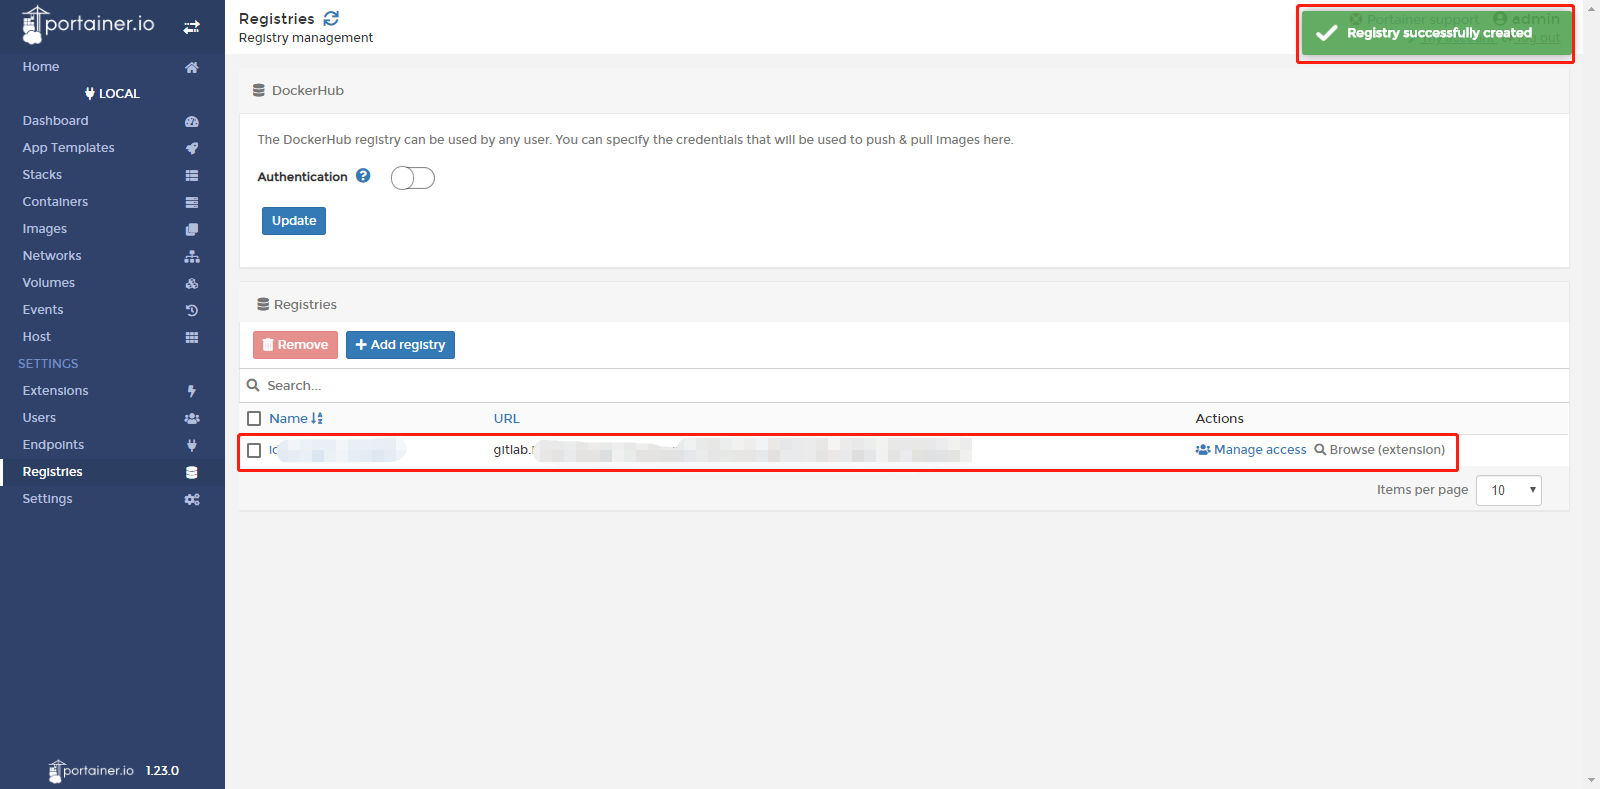 portainer.io
Home
LOCAL
Dashboard
App Templates
Stacks
Containers
Images
Networks
Volumes
Events
Host
SETTINGS
Extensions
Users
Endpoints
Registries
Settings
portainer.io 1.23.0
Registries
Registry management
Portainer support admin
Registry successfully created
DockerHub
The DockerHub registry can be used by any user. You can specify the credentials that will be used to push & pull images here.
Authentication
Update
Registries
Remove
Add registry
Search...
Name URL Actions
gitlab. Manage access Browse (extension)
Items per page 10